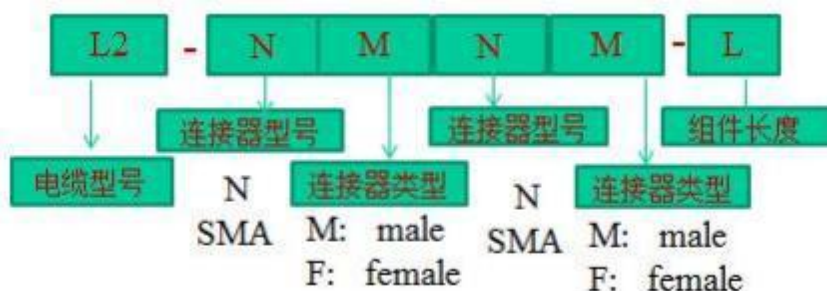 L2 - N M N M - L
连接器型号 连接器型号 组件长度
电缆型号 连接器类型 连接器类型
N N
SMA M: male SMA M: male
F: female F: female